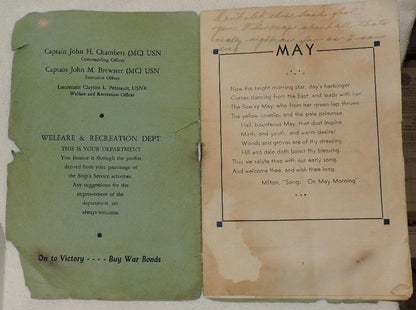 Captain John H. Chambers (MC) USN
Commanding Officer
Captain John M. Brewster (MC) USN
Executive Officer
Lieutenant Clayton L. Perrault, USNR
Welfare and Recreation Officer
WELFARE & RECREATION DEPT.
THIS IS YOUR DEPARTMENT
You finance it through the profits
derived from your patronage of
the Ship's Service activities.
Any suggestions for the
improvement of the
department are
always welcome.
On to Victory - - - - Buy War Bonds
Don't let these looks fool
you.
MAY
Now the bright morning star, day's harbinger,
Comes dancing from the East, and leads with her
The flow'ry May, who from her green lap throws
The yellow cowslip, and the pale primrose.
Hail, bounteous May, that dost inspire
Mirth, and youth, and warm desire!
Woods and groves are of thy dressing,
Hill and dale doth boast thy blessing.
Thus we salute thee with our early song,
And welcome thee, and wish thee long.
Milton, "Song: On May Morning"